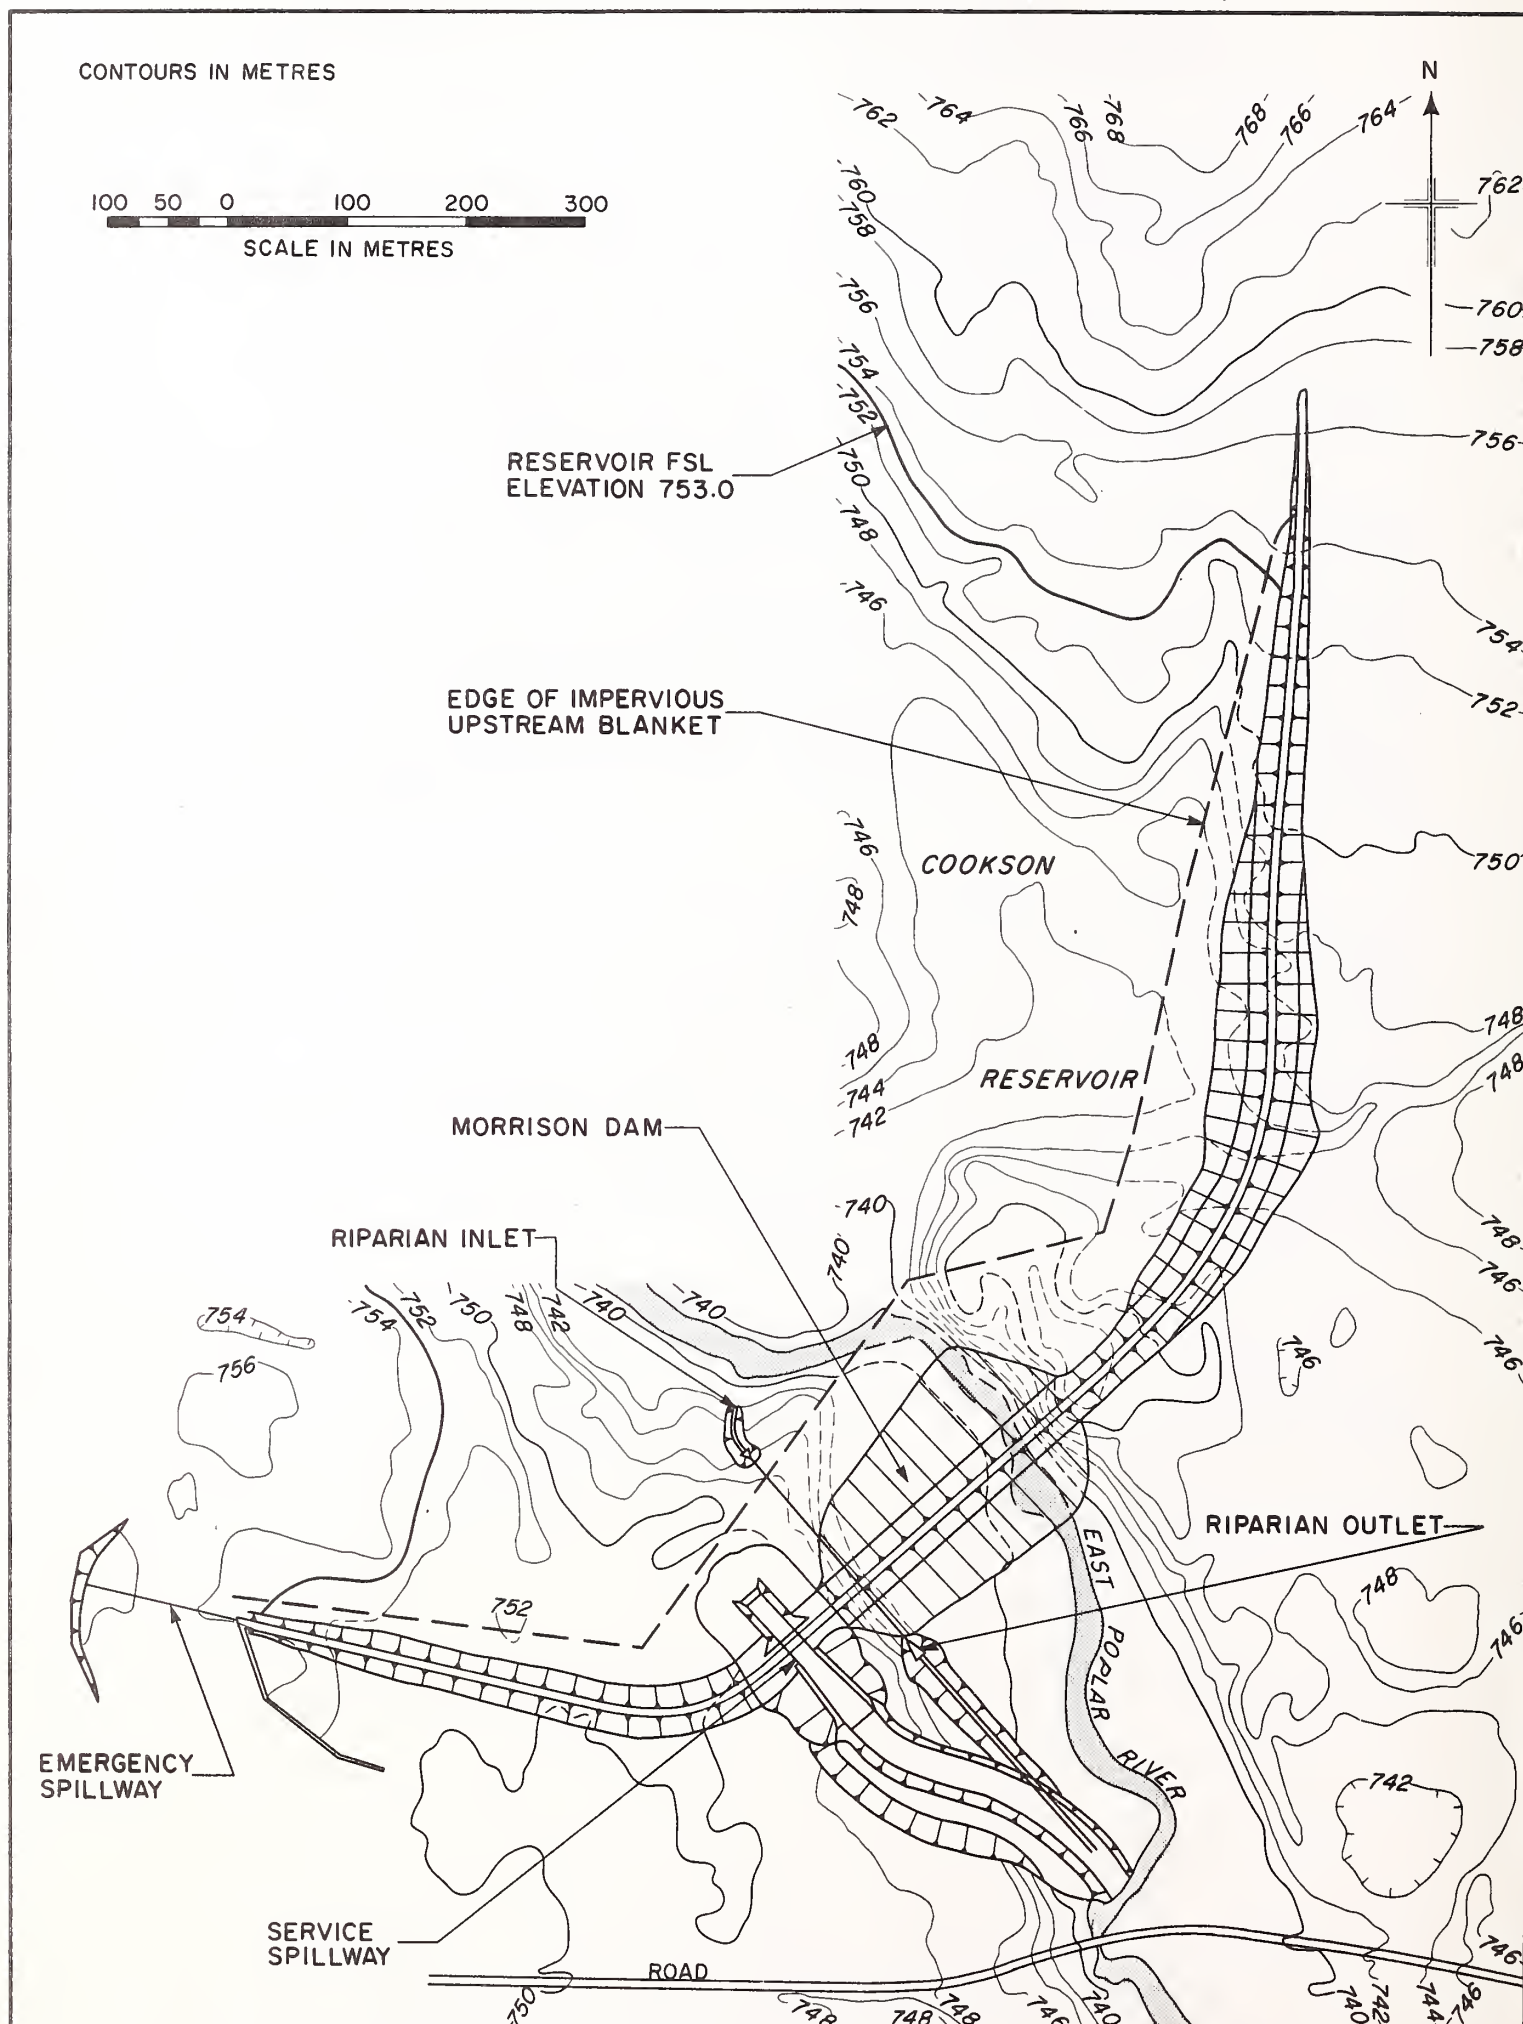 CONTOURS IN METRES
N
100 50 0 100 200 300
SCALE IN METRES
762 764 766 768 768 766 764
762
760
758
760
758
756
754
752
750
748
746
756
754
752
750
748
748
RESERVOIR FSL
ELEVATION 753.0
EDGE OF IMPERVIOUS
UPSTREAM BLANKET
746
748
COOKSON
748
744
742
RESERVOIR
MORRISON DAM
740
740
RIPARIAN INLET
748
746
746
746
754
756
754 752 750 748 742 740 740
RIPARIAN OUTLET
EAST
POPLAR
RIVER
748
746
752
742
EMERGENCY
SPILLWAY
SERVICE
SPILLWAY
ROAD
746
750 748 748 748 746 740 740 742 744 746